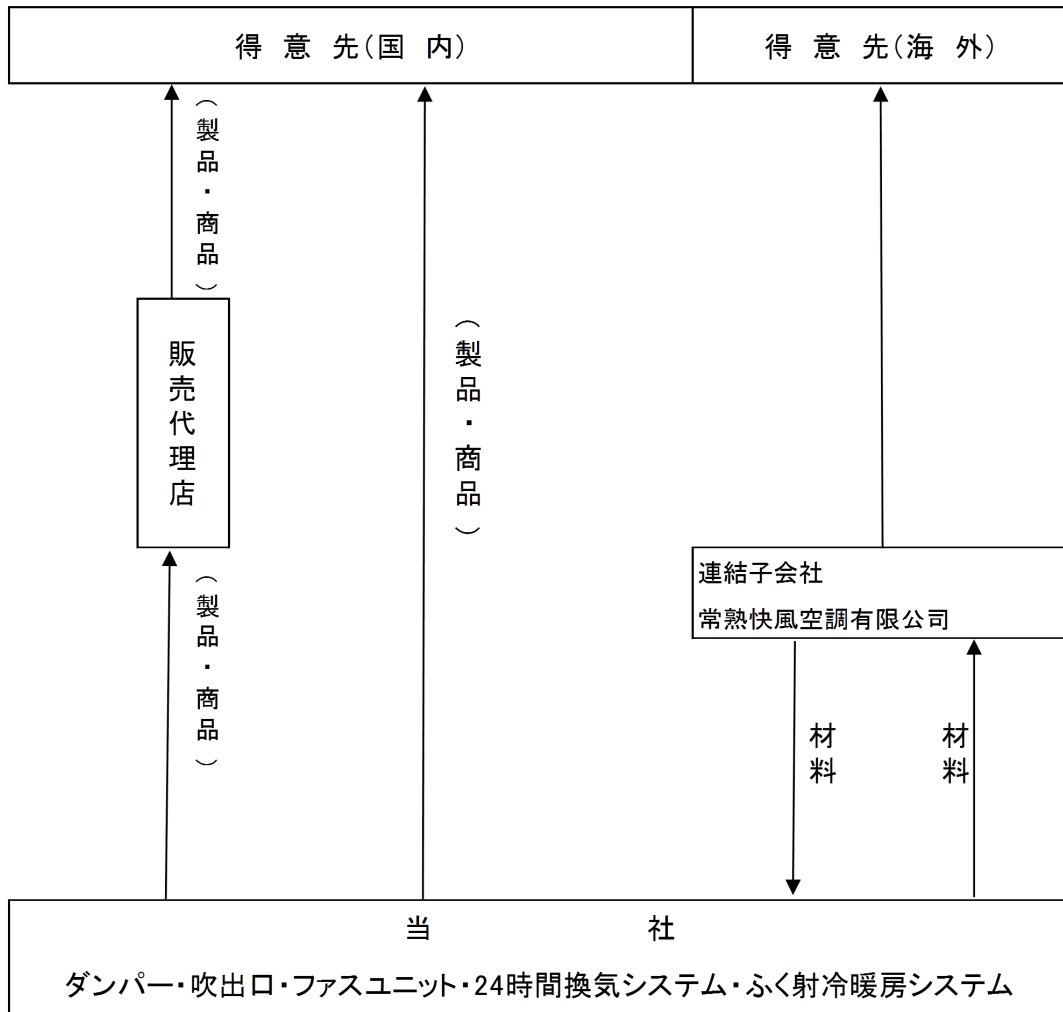 得 意 先(国 内)
得 意 先(海 外)
(製品・商品)
販売代理店
(製品・商品)
(製品・商品)
連結子会社
常熟快風空調有限公司
材料
材料
当 社
ダンパー・吹出口・ファスユニット・24時間換気システム・ふく射冷暖房システム